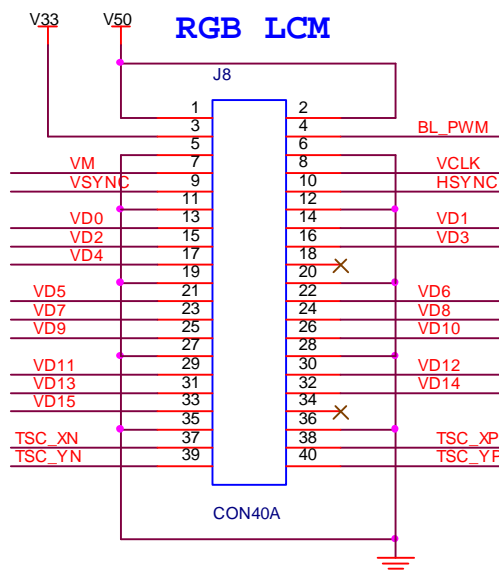 V33 V50 RGB LCM
J8
1 2
3 4 BL_PWM
5 6
VM 7 8 VCLK
VSYNC 9 10 HSYNC
11 12
VD0 13 14 VD1
VD2 15 16 VD3
VD4 17 18
19 20
VD5 21 22 VD6
VD7 23 24 VD8
VD9 25 26 VD10
27 28
VD11 29 30 VD12
VD13 31 32 VD14
VD15 33 34
35 36
TSC_XN 37 38 TSC_XP
TSC_YN 39 40 TSC_YP
CON40A